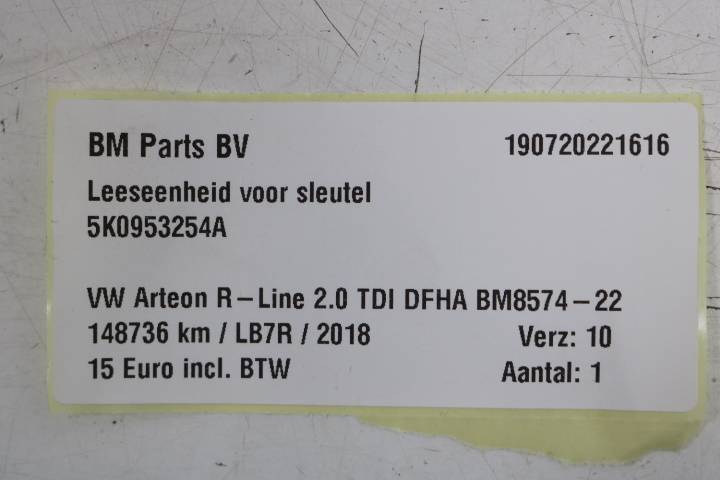 BM Parts BV 190720221616
Leeseenheid voor sleutel
5K0953254A
VW Arteon R-Line 2.0 TDI DFHA BM8574-22
148736 km / LB7R / 2018 Verz: 10
15 Euro incl. BTW Aantal: 1